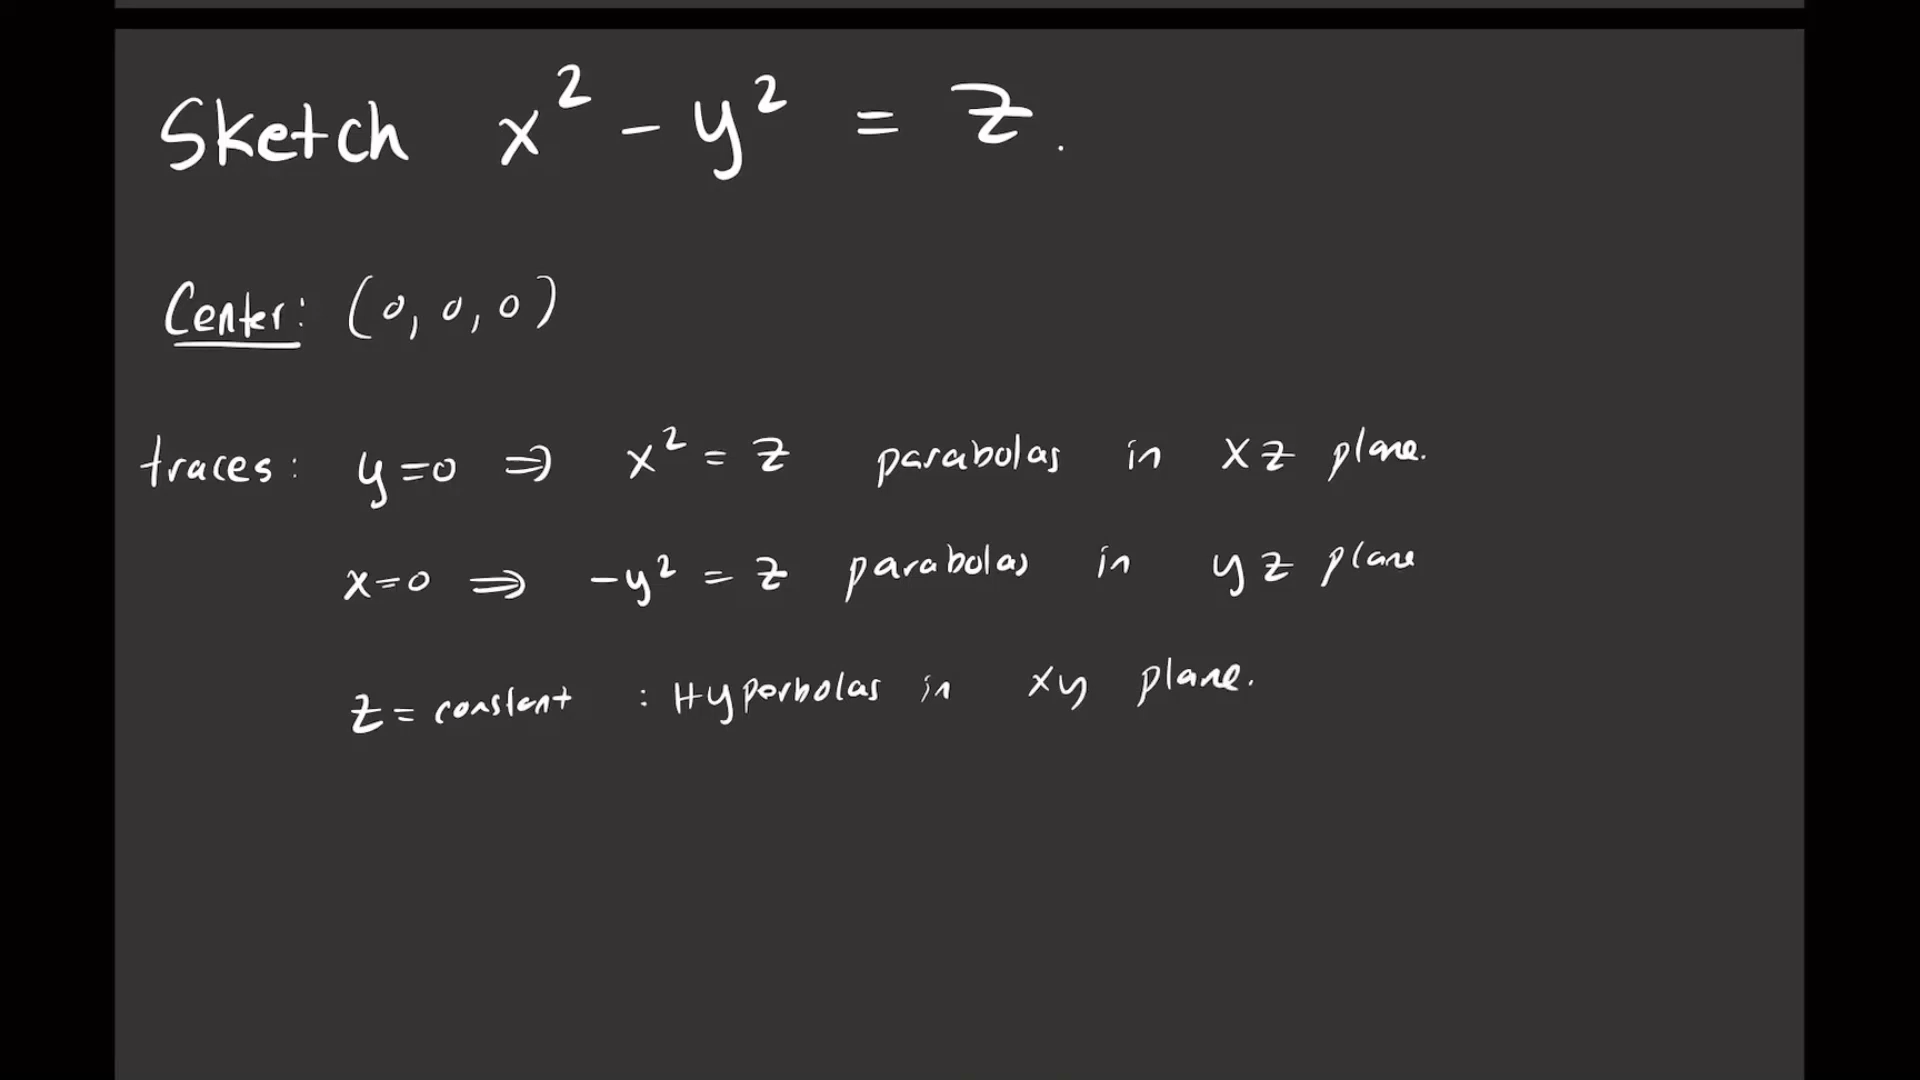 Sketch x² - y² = z.
Center: (0, 0, 0)
traces: y=0 ⇒ x² = z parabolas in xz plane.
x=0 ⇒ -y² = z parabolas in yz plane
z = constant : Hyperbolas in xy plane.